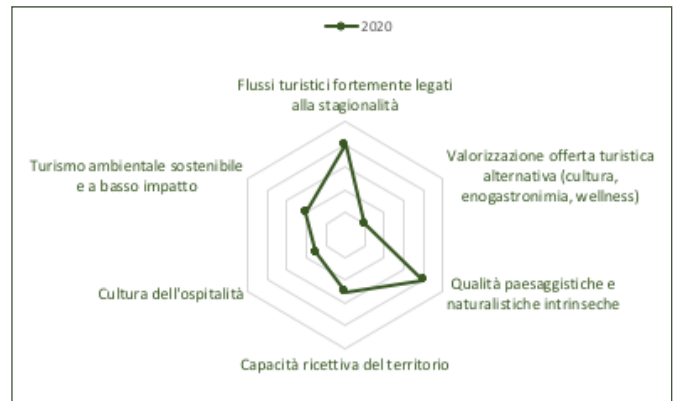 2020
Flussi turistici fortemente legati
alla stagionalità
Valorizzazione offerta turistica
alternativa (cultura,
enogastronimia, wellness)
Turismo ambientale sostenibile
e a basso impatto
Qualità paesaggistiche e
naturalistiche intrinseche
Cultura dell'ospitalità
Capacità ricettiva del territorio